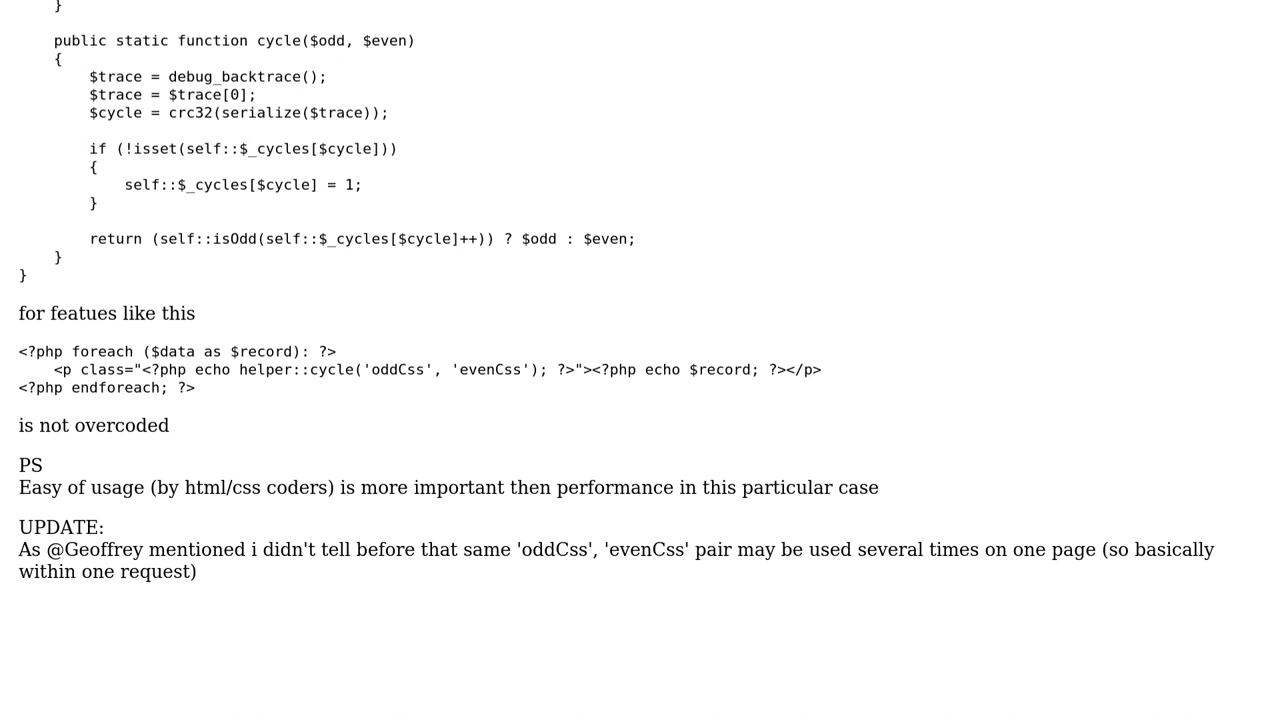 }
    public static function cycle($odd, $even)
    {
        $trace = debug_backtrace();
        $trace = $trace[0];
        $cycle = crc32(serialize($trace));
        if (!isset(self::$_cycles[$cycle]))
        {
            self::$_cycles[$cycle] = 1;
        }
        return (self::isOdd(self::$_cycles[$cycle]++)) ? $odd : $even;
    }
}
for featues like this
<?php foreach ($data as $record): ?>
    <p class="<?php echo helper::cycle('oddCss', 'evenCss'); ?>"><?php echo $record; ?></p>
<?php endforeach; ?>
is not overcoded
PS
Easy of usage (by html/css coders) is more important then performance in this particular case
UPDATE:
As @Geoffrey mentioned i didn't tell before that same 'oddCss', 'evenCss' pair may be used several times on one page (so basically
within one request)